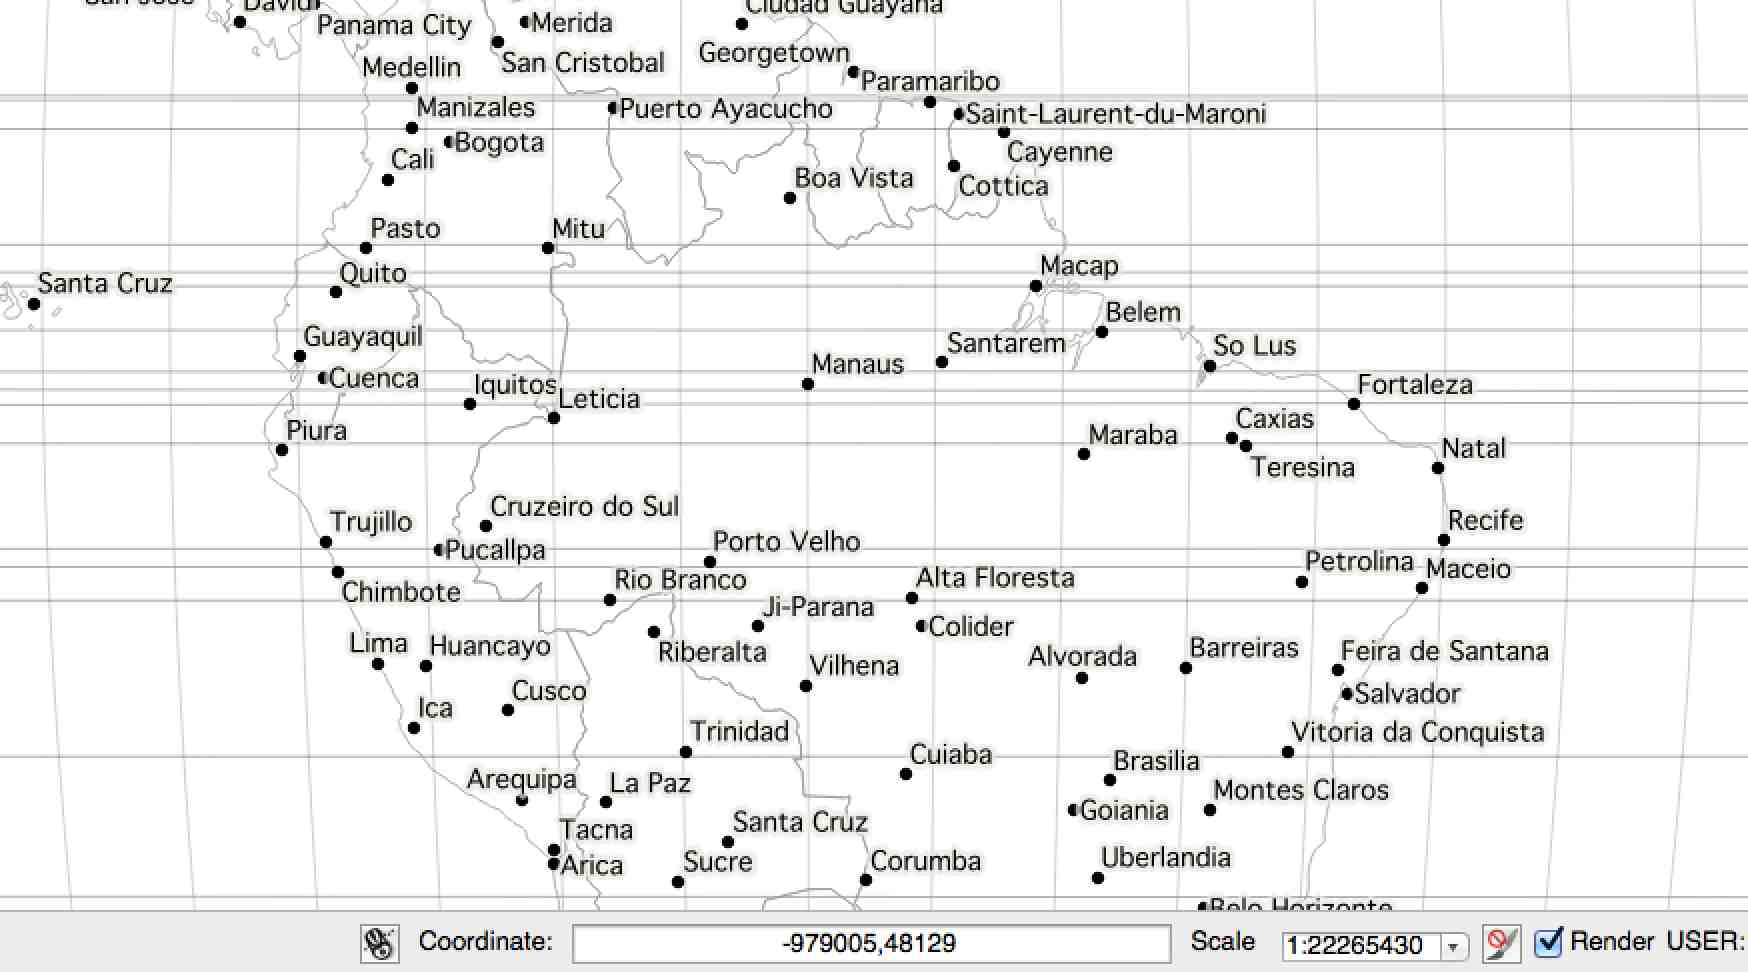 San Jose
David
Ciudad Guayana
Panama City
Merida
San Cristobal
Georgetown
Medellin
Paramaribo
Manizales
Puerto Ayacucho
Saint-Laurent-du-Maroni
Bogota
Cali
Cayenne
Boa Vista
Cottica
Pasto
Mitu
Quito
Macap
Santa Cruz
Belem
Guayaquil
Santarem
So Lus
Manaus
Cuenca
Iquitos
Leticia
Fortaleza
Piura
Maraba
Caxias
Natal
Teresina
Cruzeiro do Sul
Trujillo
Recife
Pucallpa
Porto Velho
Petrolina
Maceio
Chimbote
Rio Branco
Alta Floresta
Ji-Parana
Colider
Lima
Huancayo
Riberalta
Vilhena
Alvorada
Barreiras
Feira de Santana
Cusco
Salvador
Ica
Trinidad
Vitoria da Conquista
Cuiaba
Brasilia
Arequipa
La Paz
Montes Claros
Goiania
Tacna
Santa Cruz
Arica
Sucre
Corumba
Uberlandia
Belo Horizonte
Coordinate: -979005,48129 Scale 1:22265430 Render USER: